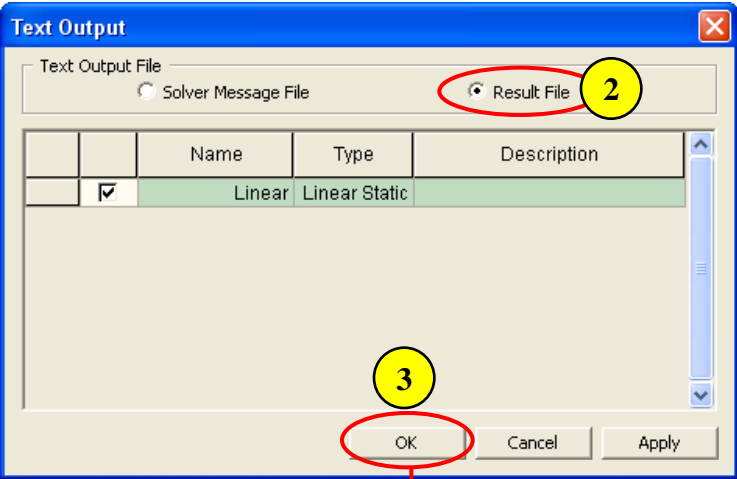 Text Output
Text Output File
Solver Message File Result File 2
Name Type Description
Linear Linear Static
3
OK Cancel Apply